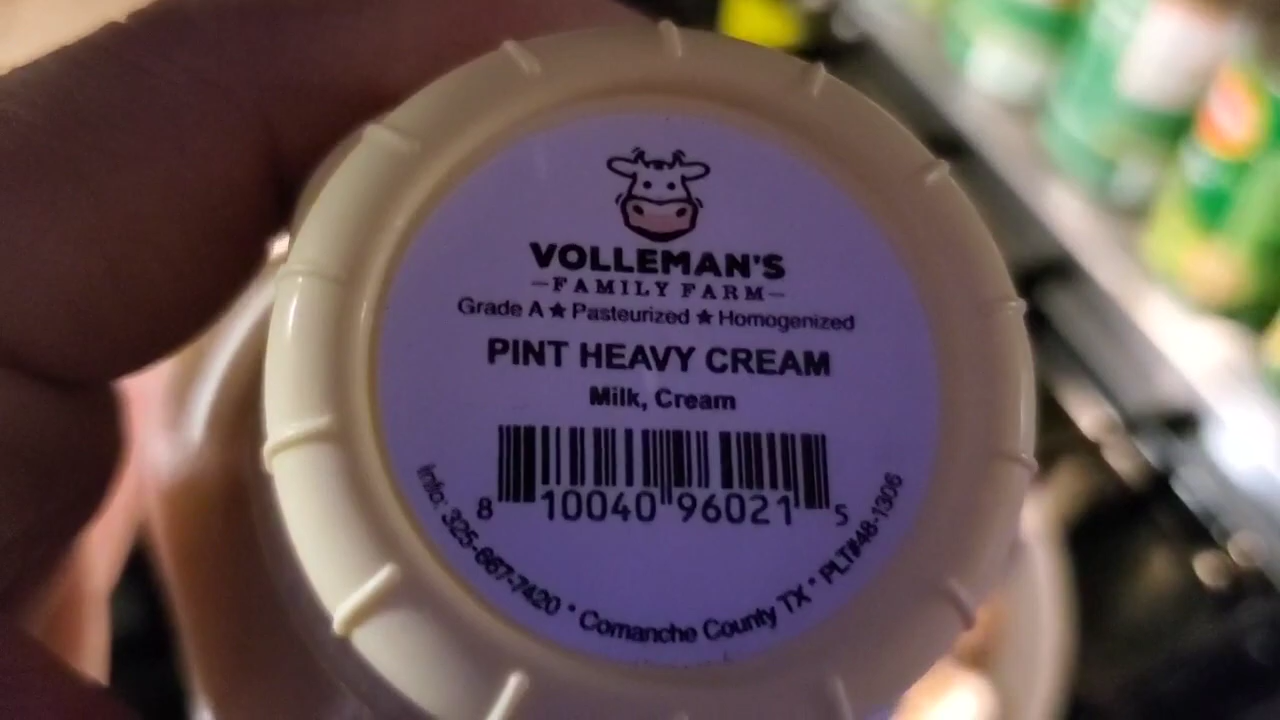 VOLLEMAN'S
FAMILY FARM
Grade A ★ Pasteurized ★ Homogenized
PINT HEAVY CREAM
Milk, Cream
8 10040 96021 5
Info: 325-667-7420 * Comanche County TX * PLT#48-1306